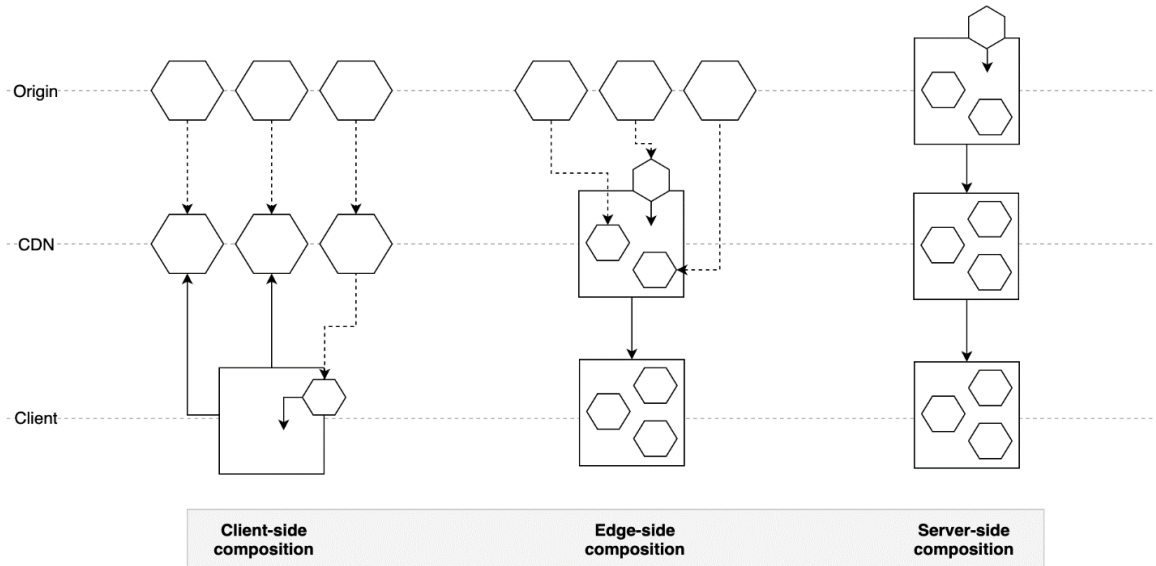 Origin
CDN
Client
Client-side
composition
Edge-side
composition
Server-side
composition